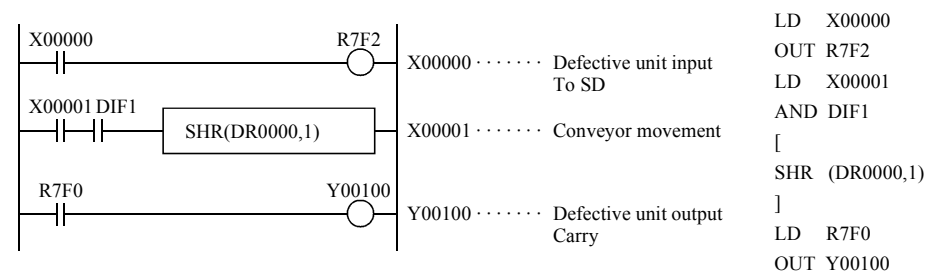 X00000 R7F2
X00000 ······· Defective unit input
To SD
X00001 DIF1
SHR(DR0000,1)
X00001 ······· Conveyor movement
R7F0 Y00100
Y00100 ······· Defective unit output
Carry
LD X00000
OUT R7F2
LD X00001
AND DIF1
[
SHR (DR0000,1)
]
LD R7F0
OUT Y00100